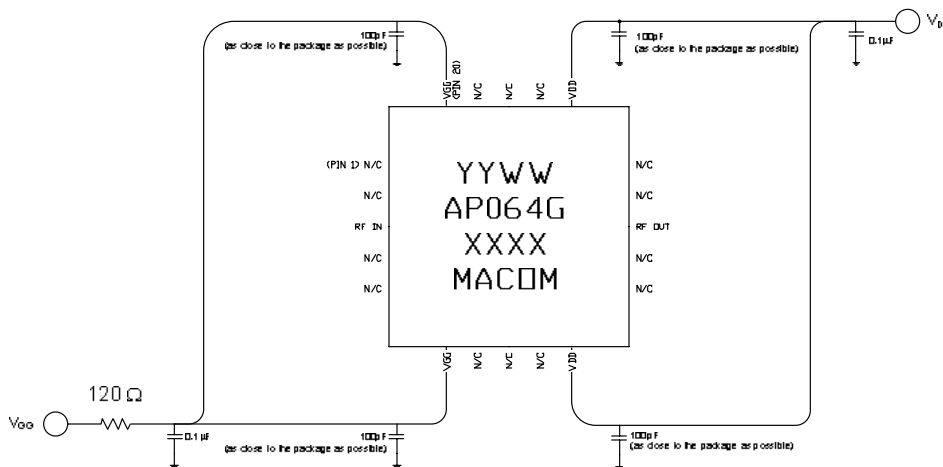 100pF
(as close to the package as possible)
100pF
(as close to the package as possible)
VD
0.1µF
VGG
(PIN 20)
N/C
N/C
N/C
VDD
(PIN 1) N/C
N/C
RF IN
N/C
N/C
YYWW
AP064G
XXXX
MACOM
N/C
N/C
RF OUT
N/C
N/C
VGG
N/C
N/C
N/C
VDD
120 Ω
VGG
0.1 µF
100pF
(as close to the package as possible)
100pF
(as close to the package as possible)